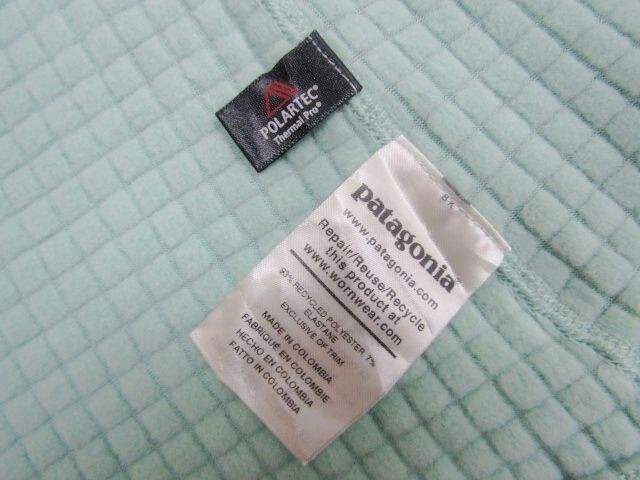 POLARTEC®
Thermal Pro®
patagonia
www.patagonia.com
Repair/Reuse/Recycle
this product at
www.wornwear.com
93% RECYCLED POLYESTER 7%
ELASTANE
EXCLUSIVE OF TRIM
MADE IN COLOMBIA
FABRIQUÉ EN COLOMBIE
HECHO EN COLOMBIA
FATTO IN COLOMBIA